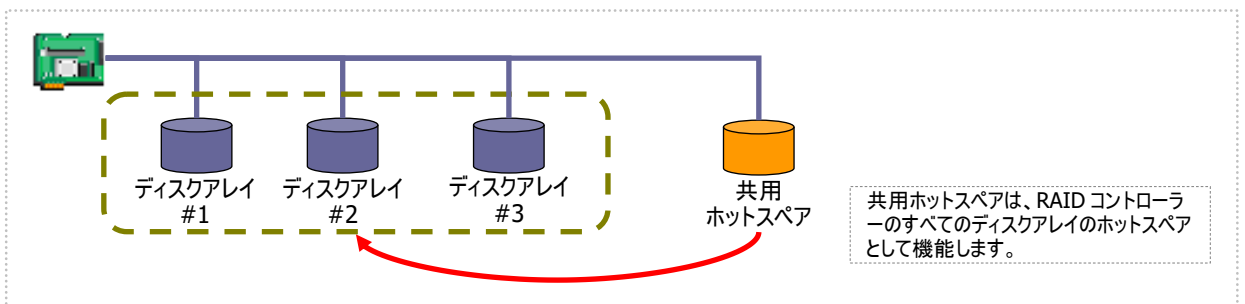 ディスクアレイ
#1
ディスクアレイ
#2
ディスクアレイ
#3
共用
ホットスペア
共用ホットスペアは、RAID コントローラ
ーのすべてのディスクアレイのホットスペア
として機能します。